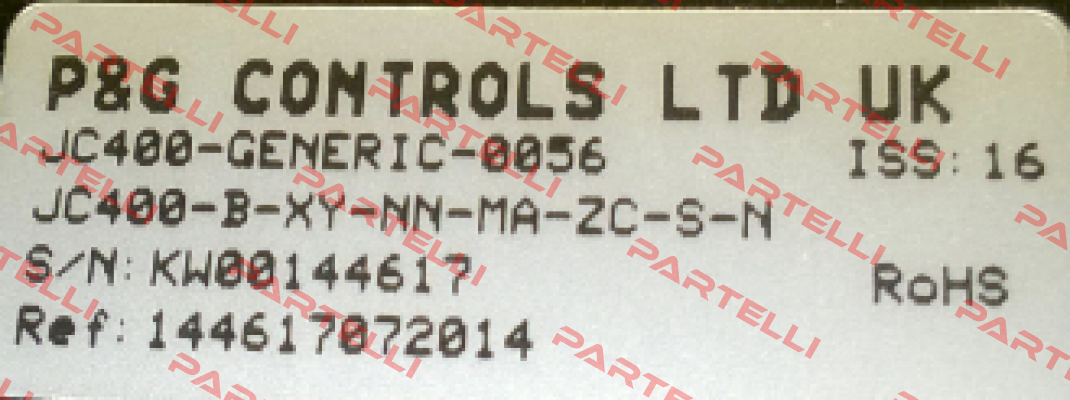 P&G CONTROLS LTD UK
JC400-GENERIC-0056 ISS: 16
JC400-B-XY-NN-MA-ZC-S-N
S/N: KW00144617 RoHS
Ref: 144617072014
PARTELLI